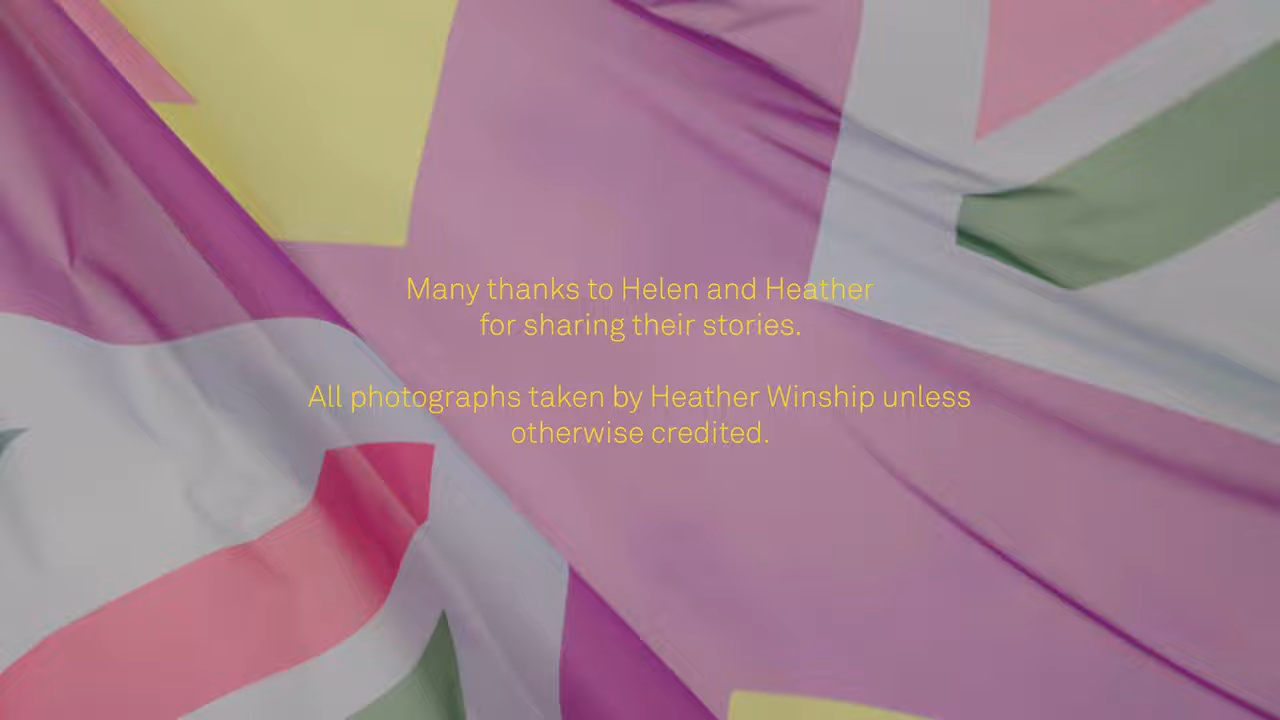 Many thanks to Helen and Heather
for sharing their stories.
All photographs taken by Heather Winship unless
otherwise credited.